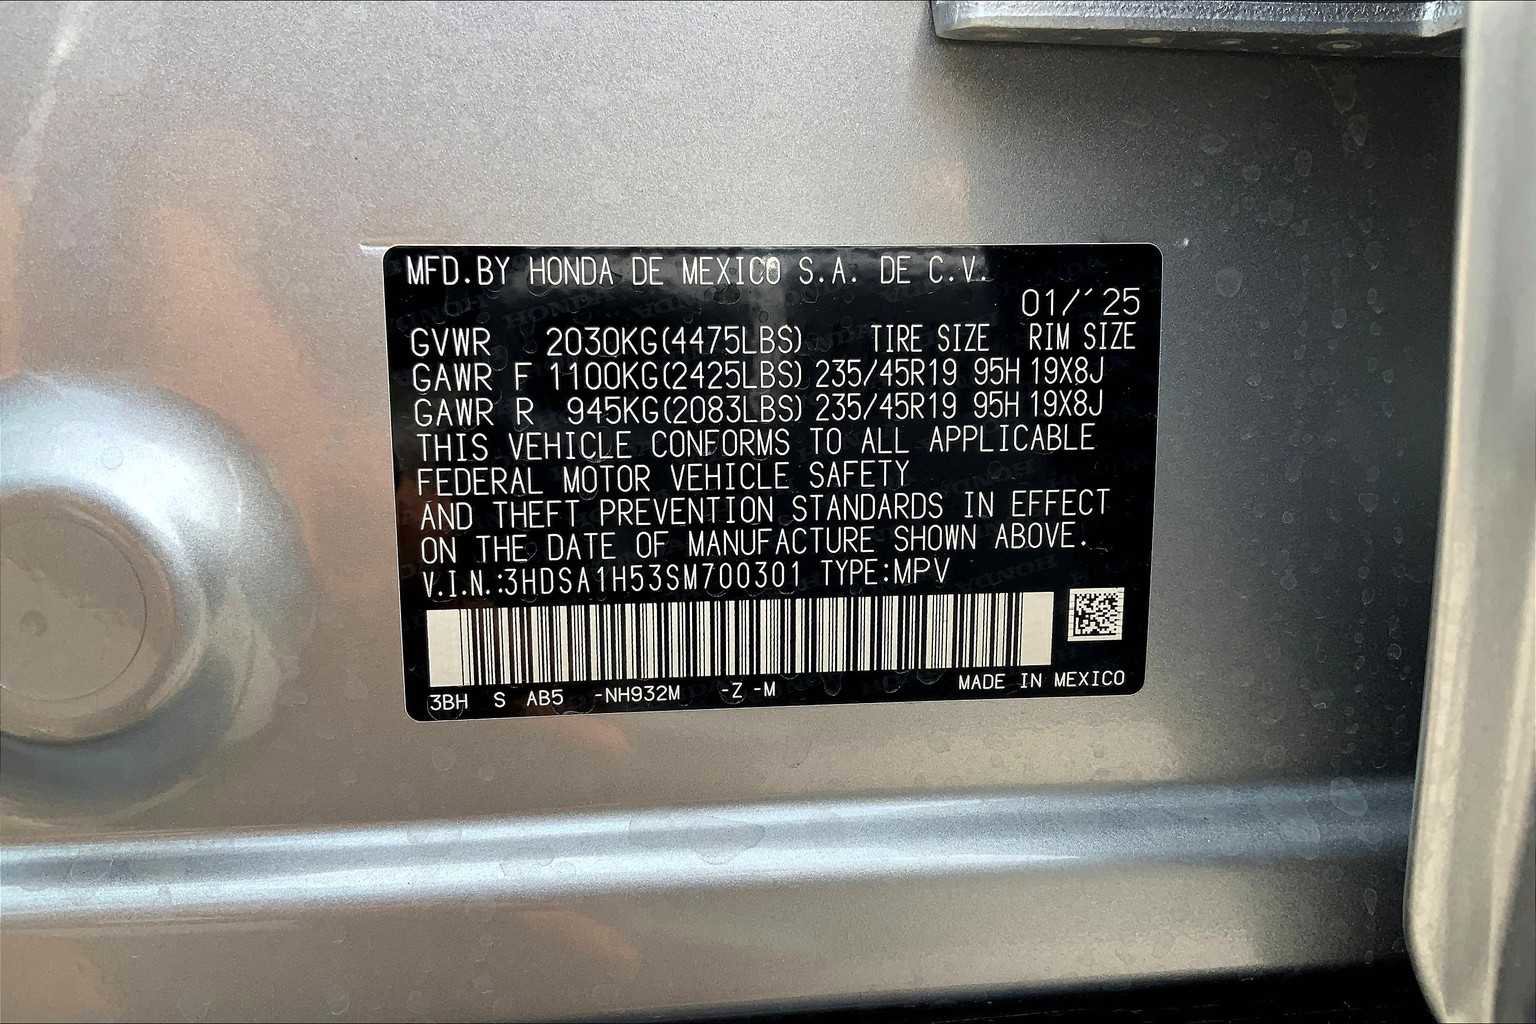 MFD.BY HONDA DE MEXICO S.A. DE C.V.
01/´25
GVWR 2030KG(4475LBS) TIRE SIZE RIM SIZE
GAWR F 1100KG(2425LBS) 235/45R19 95H 19X8J
GAWR R 945KG(2083LBS) 235/45R19 95H 19X8J
THIS VEHICLE CONFORMS TO ALL APPLICABLE
FEDERAL MOTOR VEHICLE SAFETY
AND THEFT PREVENTION STANDARDS IN EFFECT
ON THE DATE OF MANUFACTURE SHOWN ABOVE.
V.I.N.:3HDSA1H53SM700301 TYPE:MPV
3BH S AB5 -NH932M -Z -M MADE IN MEXICO